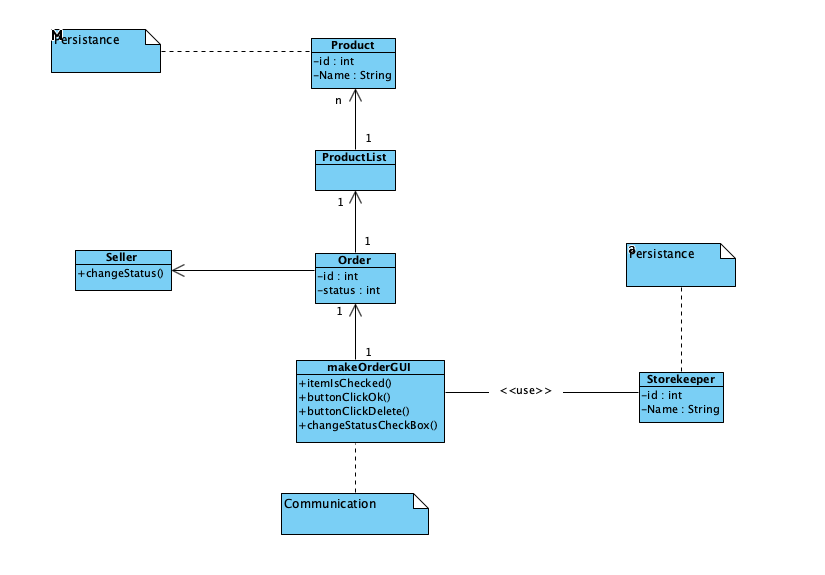 Persistance
Product
-id : int
-Name : String
n
1
ProductList
1
1
Seller
+changeStatus()
Order
-id : int
-status : int
1
1
makeOrderGUI
+itemIsChecked()
+buttonClickOk()
+buttonClickDelete()
+changeStatusCheckBox()
<<use>>
Persistance
a
Storekeeper
-id : int
-Name : String
Communication